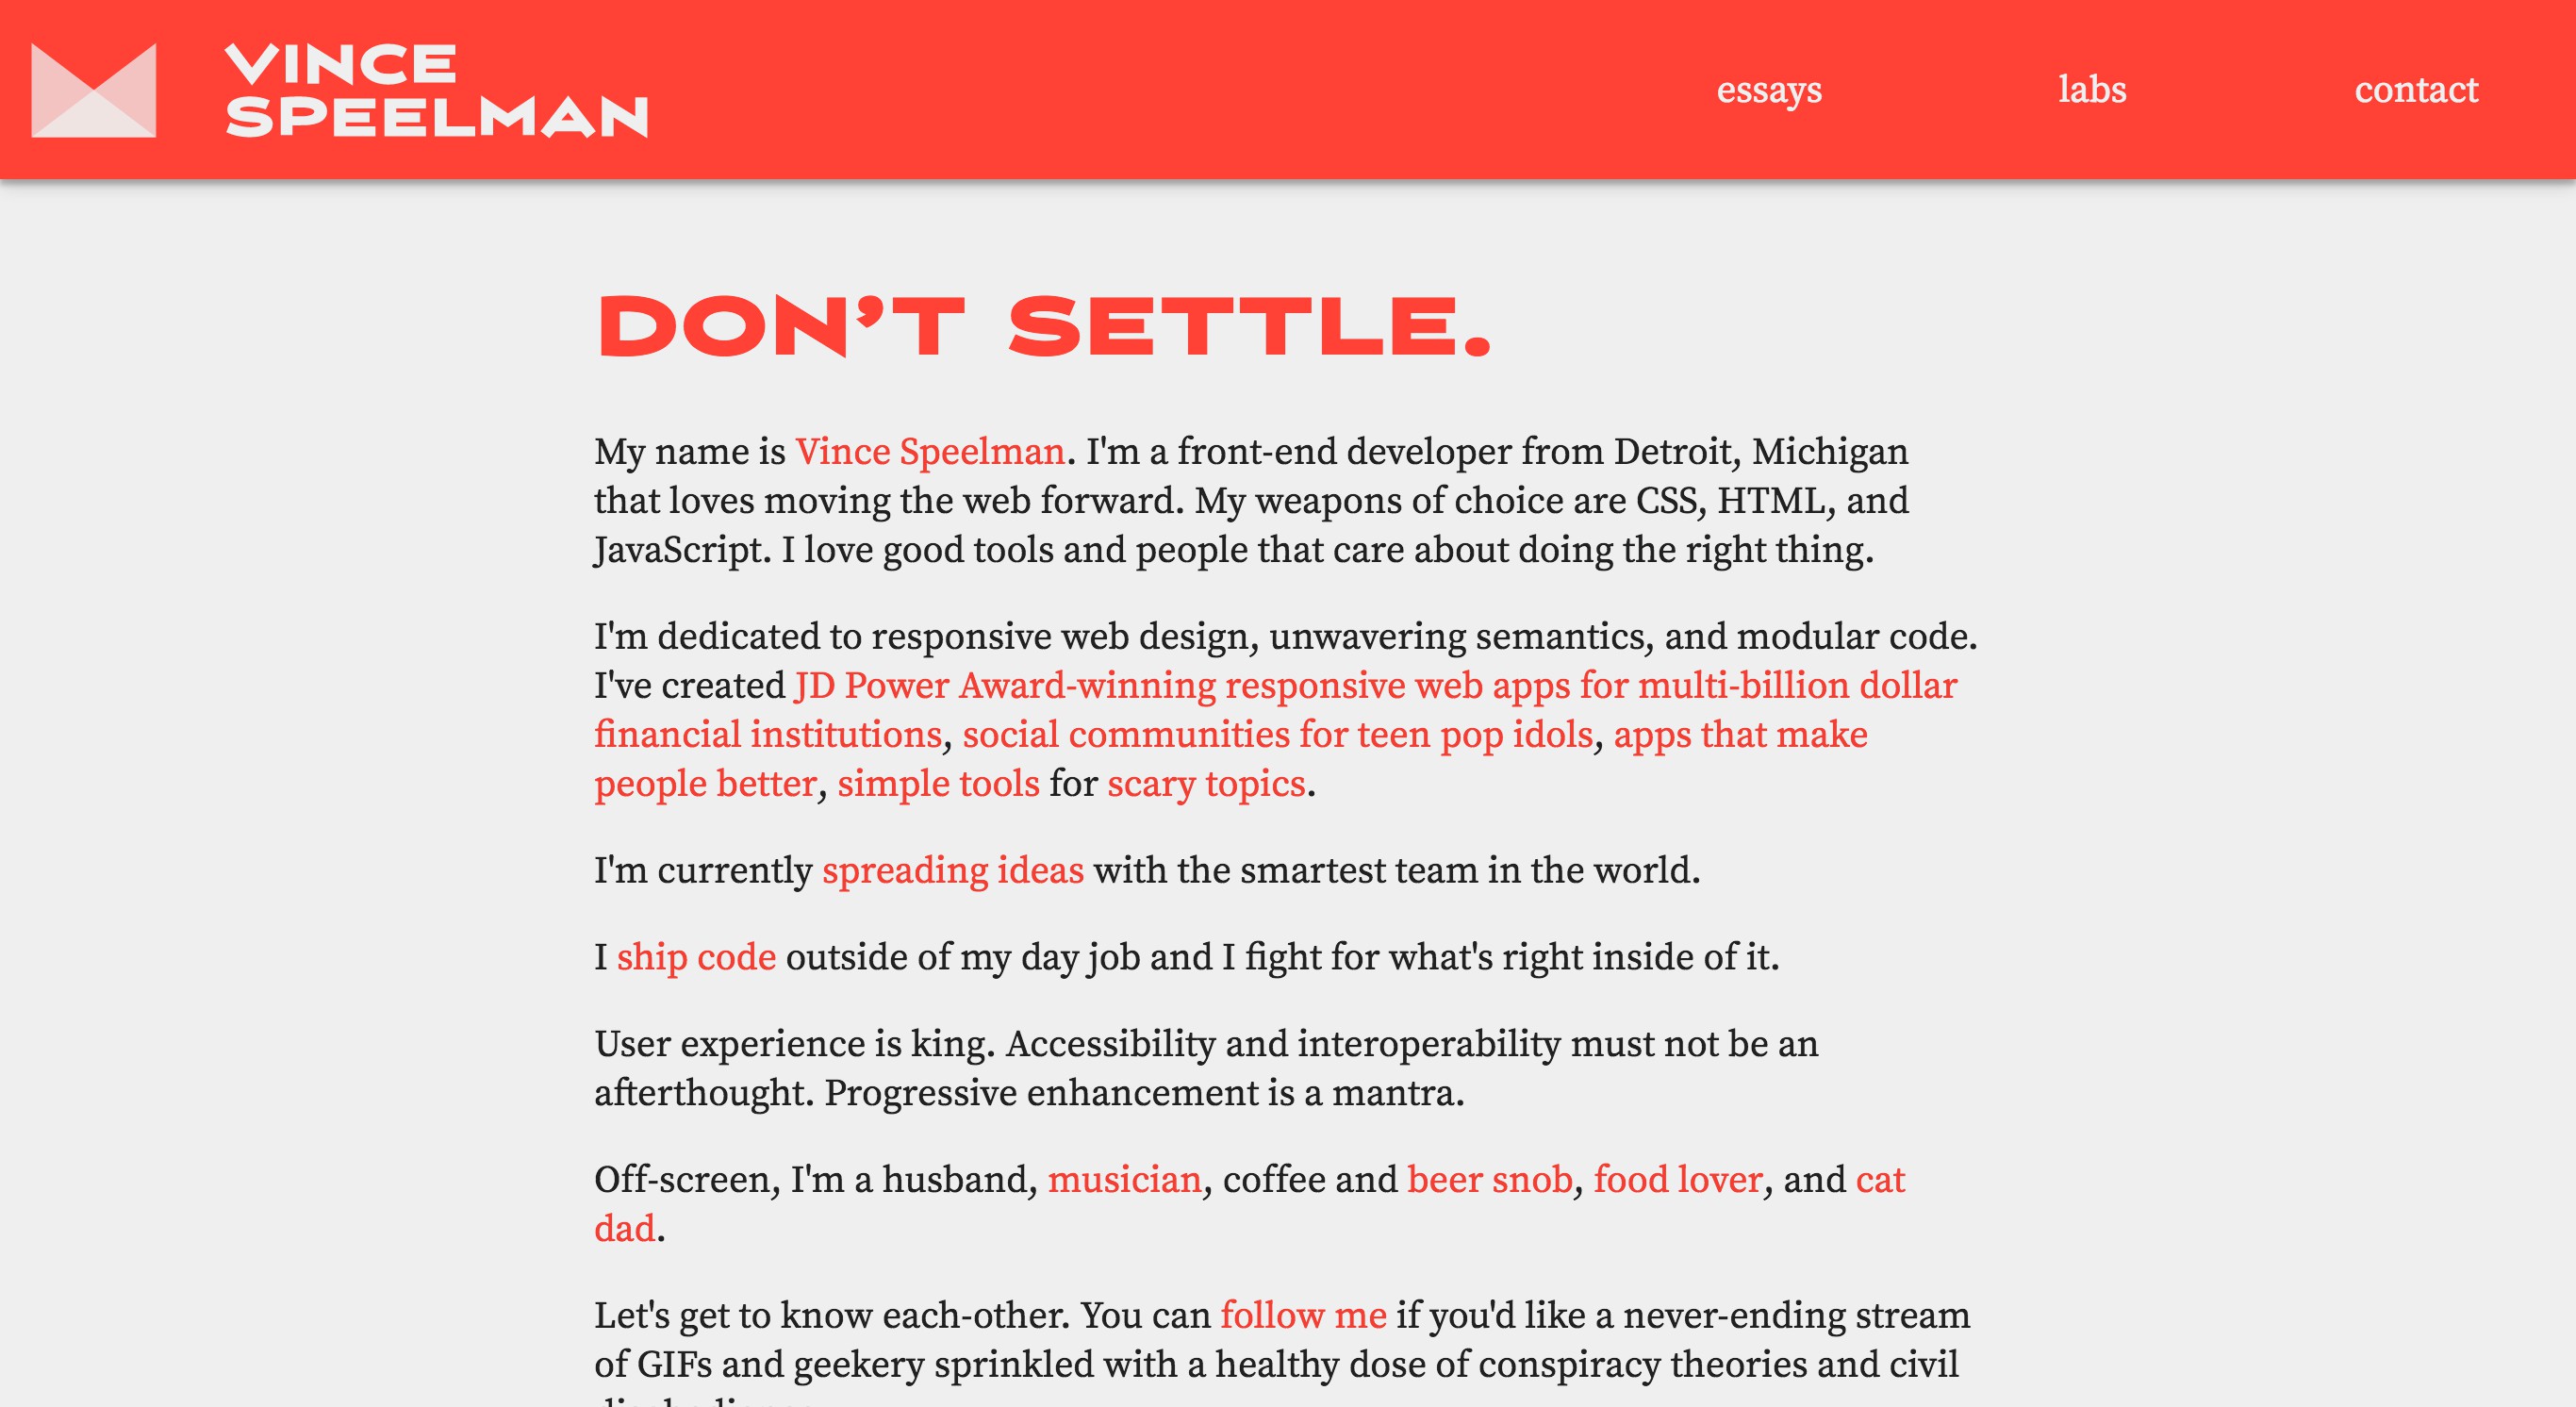 VINCE
SPEELMAN
essays
labs
contact
DON’T SETTLE.
My name is Vince Speelman. I'm a front-end developer from Detroit, Michigan
that loves moving the web forward. My weapons of choice are CSS, HTML, and
JavaScript. I love good tools and people that care about doing the right thing.
I'm dedicated to responsive web design, unwavering semantics, and modular code.
I've created JD Power Award-winning responsive web apps for multi-billion dollar
financial institutions, social communities for teen pop idols, apps that make
people better, simple tools for scary topics.
I'm currently spreading ideas with the smartest team in the world.
I ship code outside of my day job and I fight for what's right inside of it.
User experience is king. Accessibility and interoperability must not be an
afterthought. Progressive enhancement is a mantra.
Off-screen, I'm a husband, musician, coffee and beer snob, food lover, and cat
dad.
Let's get to know each-other. You can follow me if you'd like a never-ending stream
of GIFs and geekery sprinkled with a healthy dose of conspiracy theories and civil